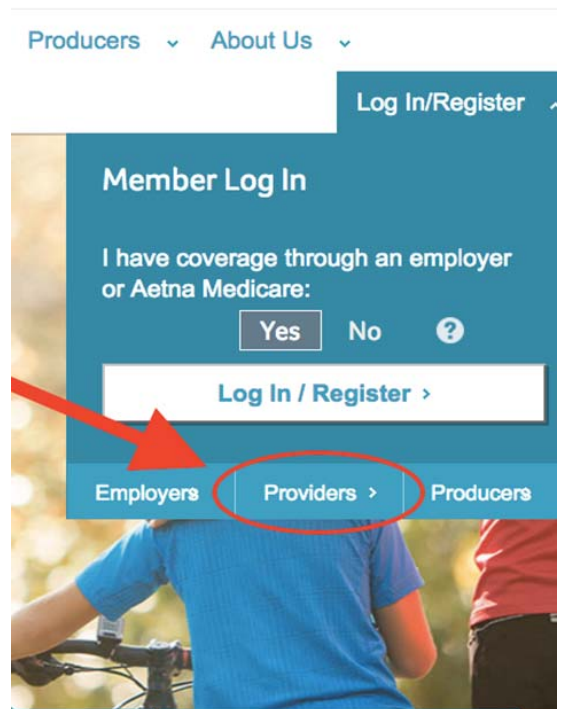 Producers About Us
Log In/Register
Member Log In
I have coverage through an employer
or Aetna Medicare:
Yes No ?
Log In / Register >
Employers Providers > Producers